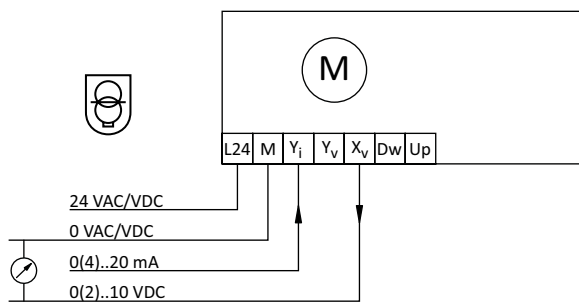 M
L24 M Yi Yv Xv Dw Up
24 VAC/VDC
0 VAC/VDC
0(4)..20 mA
0(2)..10 VDC